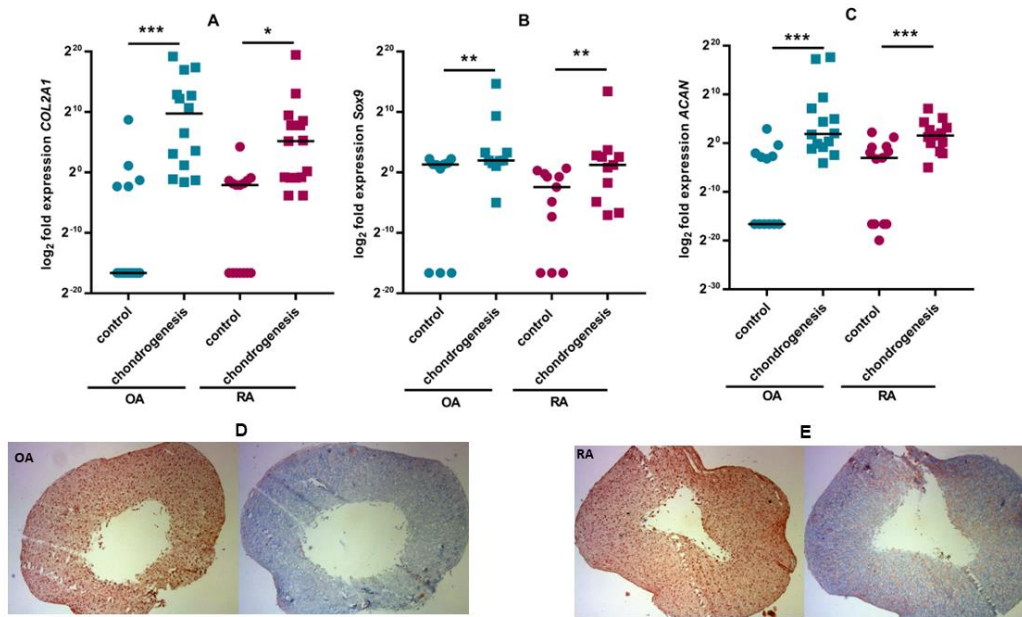 A
log2 fold expression COL2A1
2^20
2^10
2^0
2^-10
2^-20
***
*
control
chondrogenesis
control
chondrogenesis
OA
RA
B
log2 fold expression Sox9
2^20
2^10
2^0
2^-10
2^-20
**
**
control
chondrogenesis
control
chondrogenesis
OA
RA
C
log2 fold expression ACAN
2^20
2^10
2^0
2^-10
2^-20
2^-30
***
***
control
chondrogenesis
control
chondrogenesis
OA
RA
D
OA
E
RA